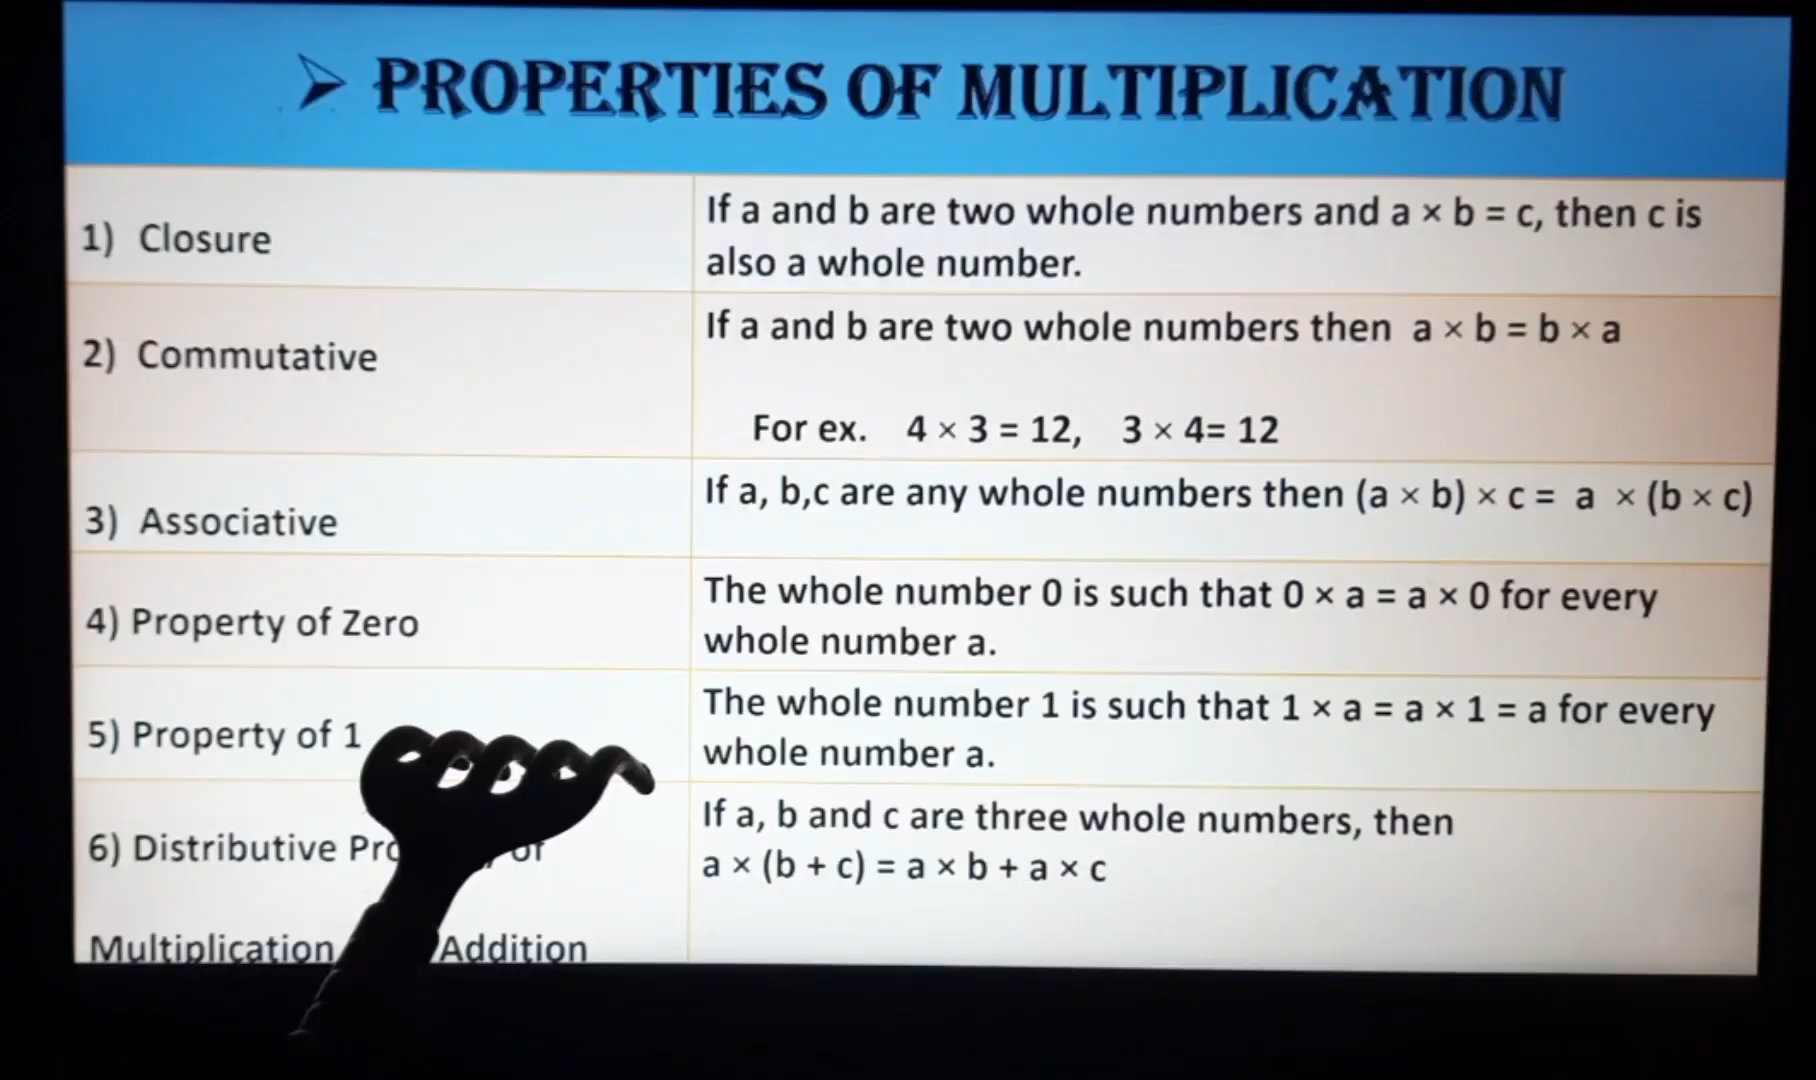 ➢ PROPERTIES OF MULTIPLICATION
1) Closure
If a and b are two whole numbers and a × b = c, then c is
also a whole number.
2) Commutative
If a and b are two whole numbers then a × b = b × a
For ex. 4 × 3 = 12, 3 × 4= 12
3) Associative
If a, b,c are any whole numbers then (a × b) × c = a × (b × c)
4) Property of Zero
The whole number 0 is such that 0 × a = a × 0 for every
whole number a.
5) Property of 1
The whole number 1 is such that 1 × a = a × 1 = a for every
whole number a.
6) Distributive of
Multiplication Addition
If a, b and c are three whole numbers, then
a × (b + c) = a × b + a × c